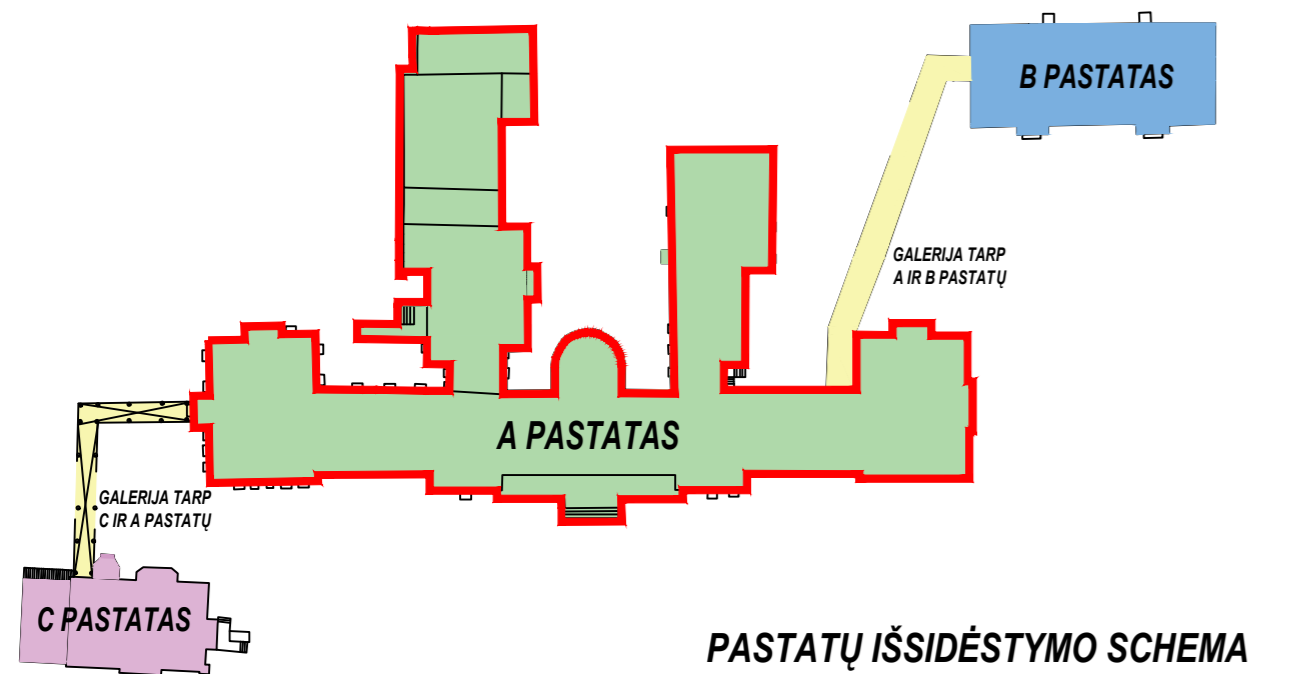 B PASTATAS
GALERIJA TARP
A IR B PASTATŲ
A PASTATAS
GALERIJA TARP
C IR A PASTATŲ
C PASTATAS
PASTATŲ IŠSIDĖSTYMO SCHEMA